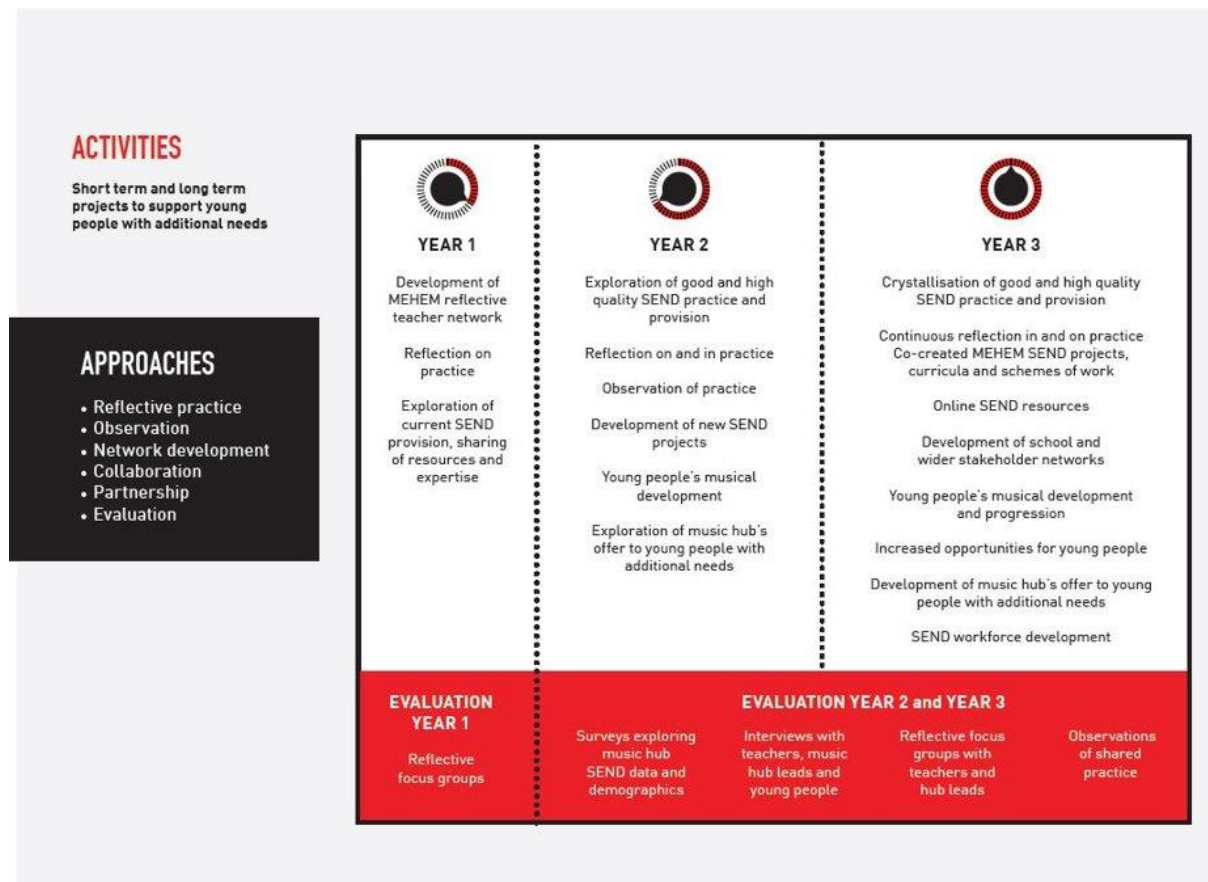 ACTIVITIES
Short term and long term
projects to support young
people with additional needs
APPROACHES
• Reflective practice
• Observation
• Network development
• Collaboration
• Partnership
• Evaluation
YEAR 1
Development of
MEHEM reflective
teacher network
Reflection on
practice
Exploration of
current SEND
provision, sharing
of resources and
expertise
YEAR 2
Exploration of good and high
quality SEND practice and
provision
Reflection on and in practice
Observation of practice
Development of new SEND
projects
Young people's musical
development
Exploration of music hub's
offer to young people with
additional needs
YEAR 3
Crystallisation of good and high quality
SEND practice and provision
Continuous reflection in and on practice
Co-created MEHEM SEND projects,
curricula and schemes of work
Online SEND resources
Development of school and
wider stakeholder networks
Young people's musical development
and progression
Increased opportunities for young people
Development of music hub's offer to young
people with additional needs
SEND workforce development
EVALUATION
YEAR 1
Reflective
focus groups
EVALUATION YEAR 2 and YEAR 3
Surveys exploring
music hub
SEND data and
demographics
Interviews with
teachers, music
hub leads and
young people
Reflective focus
groups with
teachers and
hub leads
Observations
of shared
practice